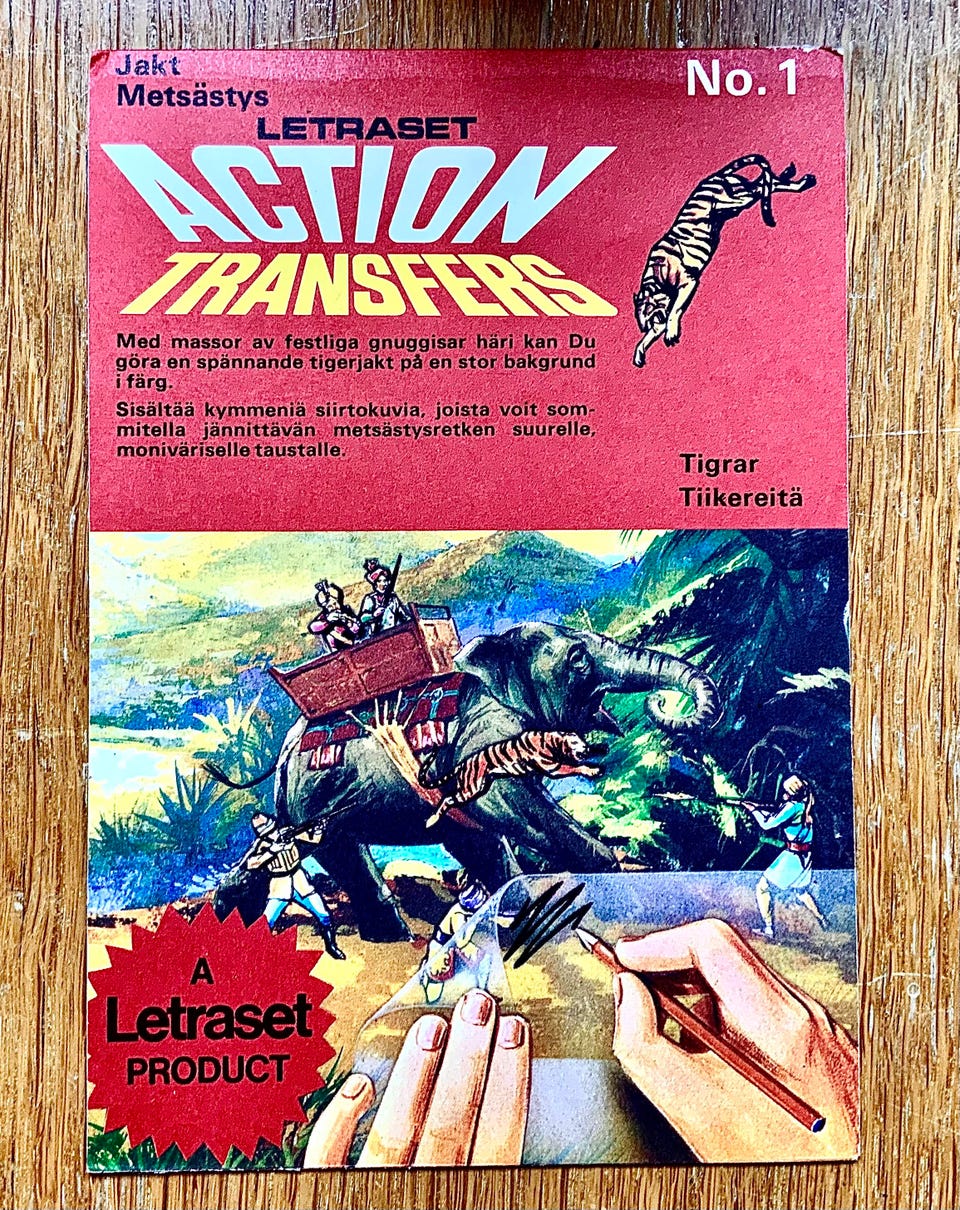 Jakt
Metsästys
No. 1
LETRASET
ACTION
TRANSFERS
Med massor av festliga gnuggisar häri kan Du
göra en spännande tigerjakt på en stor bakgrund
i färg.
Sisältää kymmeniä siirtokuvia, joista voit som-
mitella jännittävän metsästysretken suurelle,
moniväriselle taustalle.
Tigrar
Tiikereitä
A
Letraset
PRODUCT